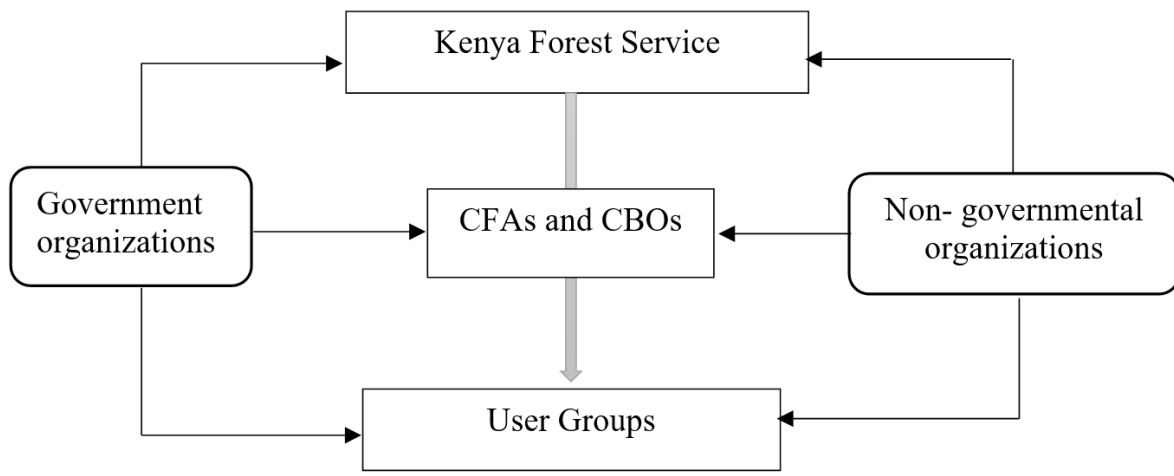 Kenya Forest Service
Government
organizations
CFAs and CBOs
Non- governmental
organizations
User Groups